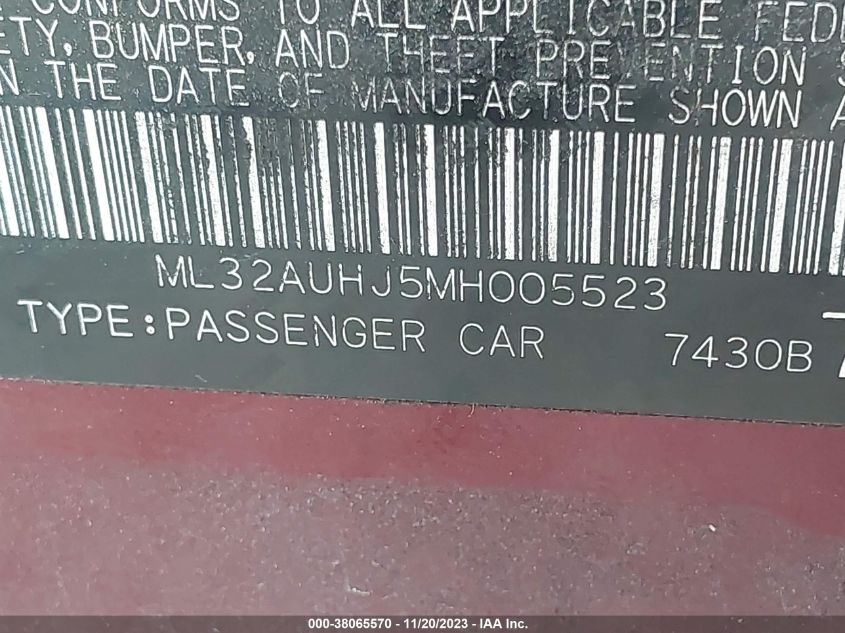 CONFORMS TO ALL APPLICABLE FED
ETY, BUMPER, AND THEFT PREVENTION S
N THE DATE OF MANUFACTURE SHOWN A
ML32AUHJ5MH005523
TYPE:PASSENGER CAR 7430B
000-38065570 - 11/20/2023 - IAA Inc.